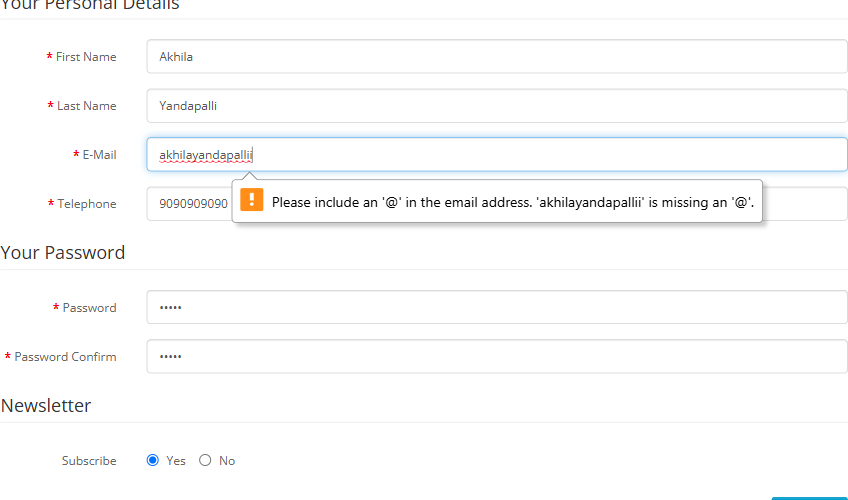 Your Personal Details
* First Name
Akhila
* Last Name
Yandapalli
* E-Mail
akhilayandapallii
* Telephone
9090909090
! Please include an '@' in the email address. 'akhilayandapallii' is missing an '@'.
Your Password
* Password
•••••
* Password Confirm
•••••
Newsletter
Subscribe
Yes
No